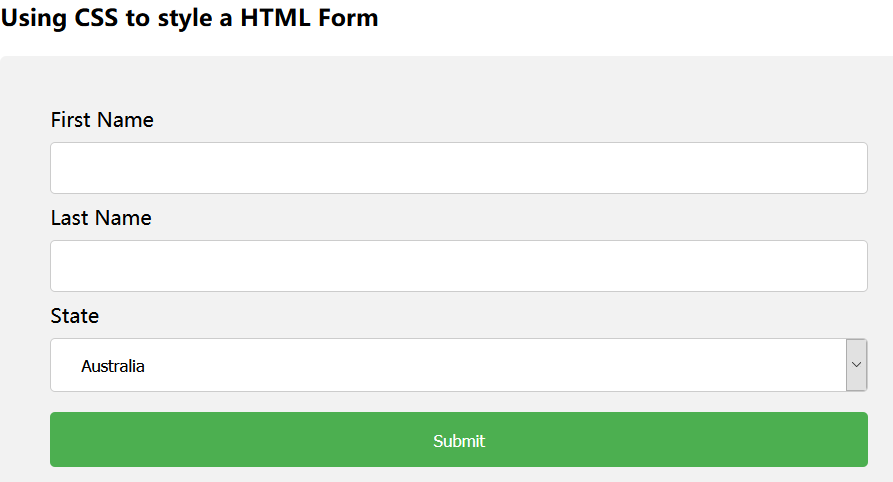 Using CSS to style a HTML Form
First Name
Last Name
State
Australia
Submit